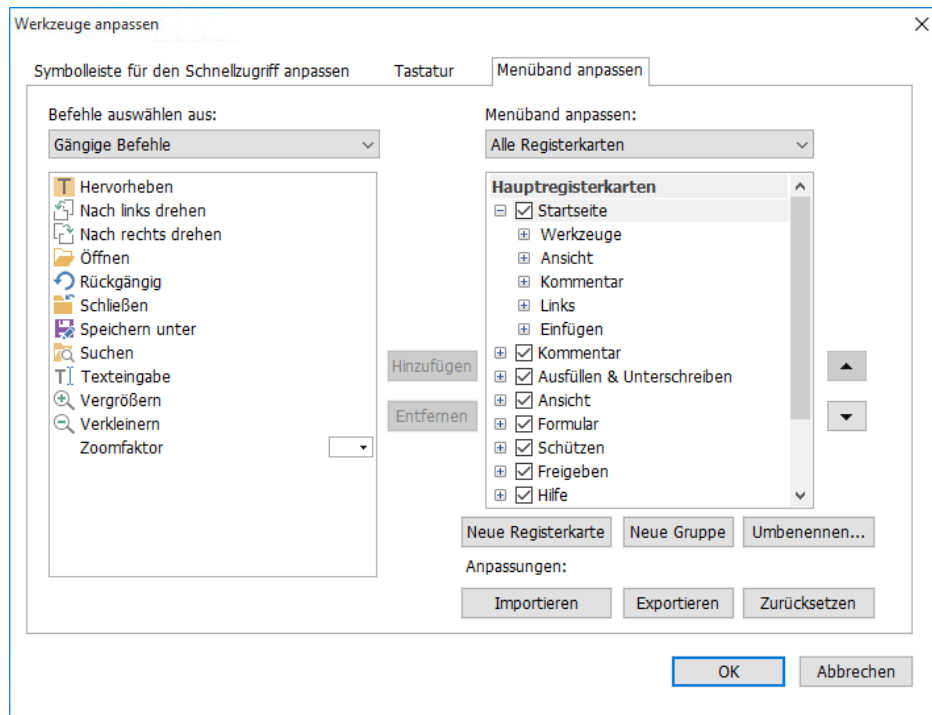 Werkzeuge anpassen
Symbolleiste für den Schnellzugriff anpassen
Tastatur
Menüband anpassen
Befehle auswählen aus:
Gängige Befehle
Hervorheben
Nach links drehen
Nach rechts drehen
Öffnen
Rückgängig
Schließen
Speichern unter
Suchen
Texteingabe
Vergrößern
Verkleinern
Zoomfaktor
Hinzufügen
Entfernen
Menüband anpassen:
Alle Registerkarten
Hauptregisterkarten
Startseite
Werkzeuge
Ansicht
Kommentar
Links
Einfügen
Kommentar
Ausfüllen & Unterschreiben
Ansicht
Formular
Schützen
Freigeben
Hilfe
Neue Registerkarte
Neue Gruppe
Umbenennen...
Anpassungen:
Importieren
Exportieren
Zurücksetzen
OK
Abbrechen